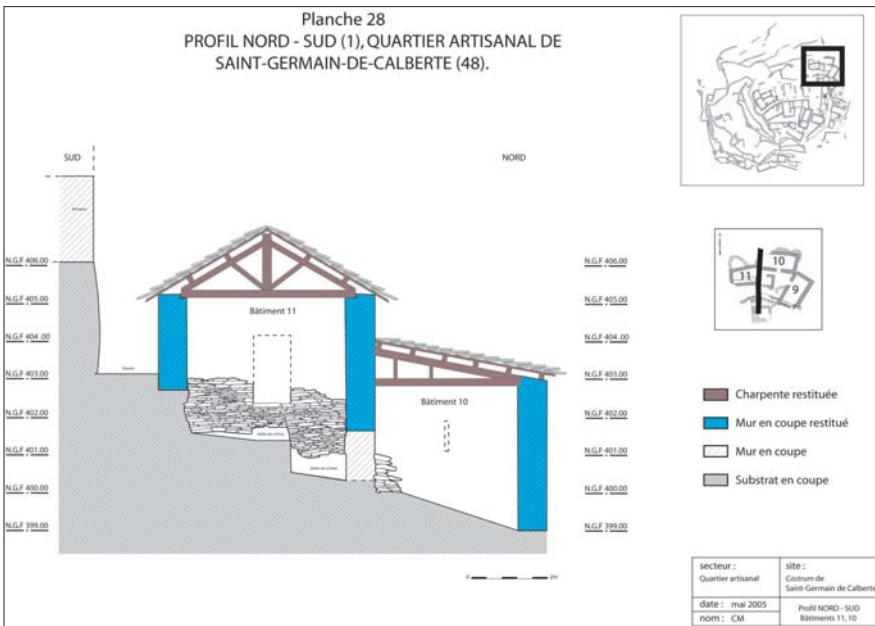 Planche 28
PROFIL NORD - SUD (1), QUARTIER ARTISANAL DE
SAINT-GERMAIN-DE-CALBERTE (48).
SUD
NORD
N.G.F 406.00
N.G.F 405.00
N.G.F 404 .00
N.G.F 403.00
N.G.F 402.00
N.G.F 401.00
N.G.F 400.00
N.G.F 399.00
Bâtiment 11
Bâtiment 10
N.G.F 406.00
N.G.F 405.00
N.G.F 404 .00
N.G.F 403.00
N.G.F 402.00
N.G.F 401.00
N.G.F 400.00
N.G.F 399.00
0
2m
10
11
9
Charpente restituée
Mur en coupe restitué
Mur en coupe
Substrat en coupe
secteur :
Quartier artisanal
site :
Castrum de
Saint-Germain de Calberte
date : mai 2005
nom : CM
Profil NORD - SUD
Bâtiments 11, 10